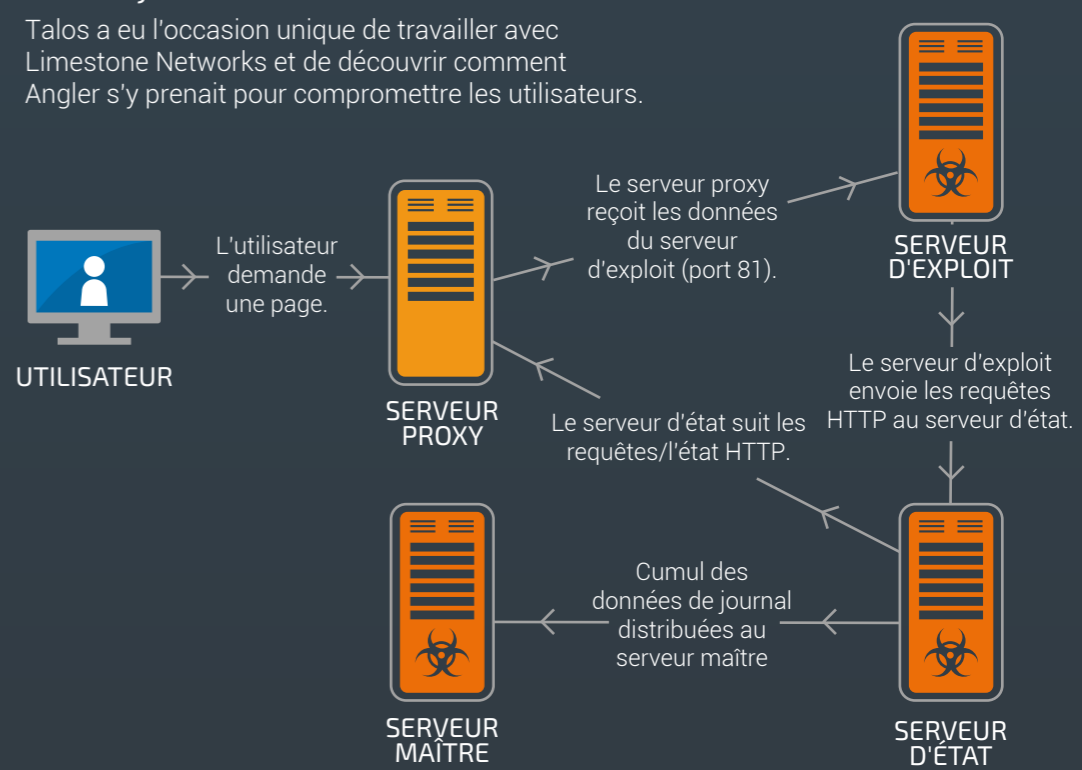 Talos a eu l'occasion unique de travailler avec
Limestone Networks et de découvrir comment
Angler s'y prenait pour compromettre les utilisateurs.
L'utilisateur
demande
une page.
UTILISATEUR
SERVEUR
PROXY
Le serveur proxy
reçoit les données
du serveur
d'exploit (port 81).
SERVEUR
D'EXPLOIT
Le serveur d'exploit
envoie les requêtes
HTTP au serveur d'état.
Le serveur d'état suit les
requêtes/l'état HTTP.
Cumul des
données de journal
distribuées au
serveur maître
SERVEUR
MAÎTRE
SERVEUR
D'ÉTAT